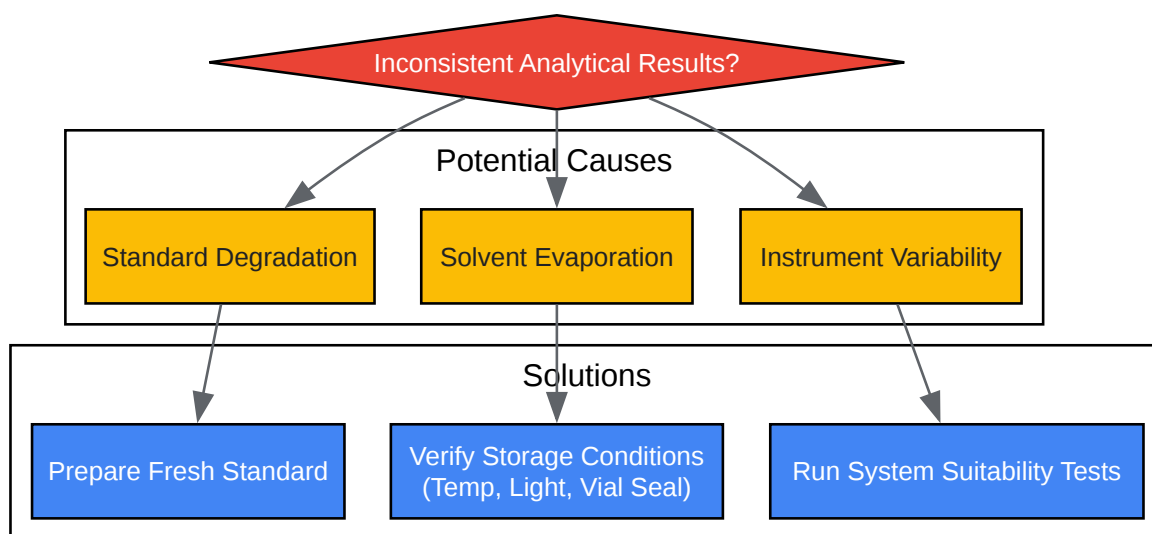 Inconsistent Analytical Results?
Potential Causes
Standard Degradation
Solvent Evaporation
Instrument Variability
Solutions
Prepare Fresh Standard
Verify Storage Conditions
(Temp, Light, Vial Seal)
Run System Suitability Tests